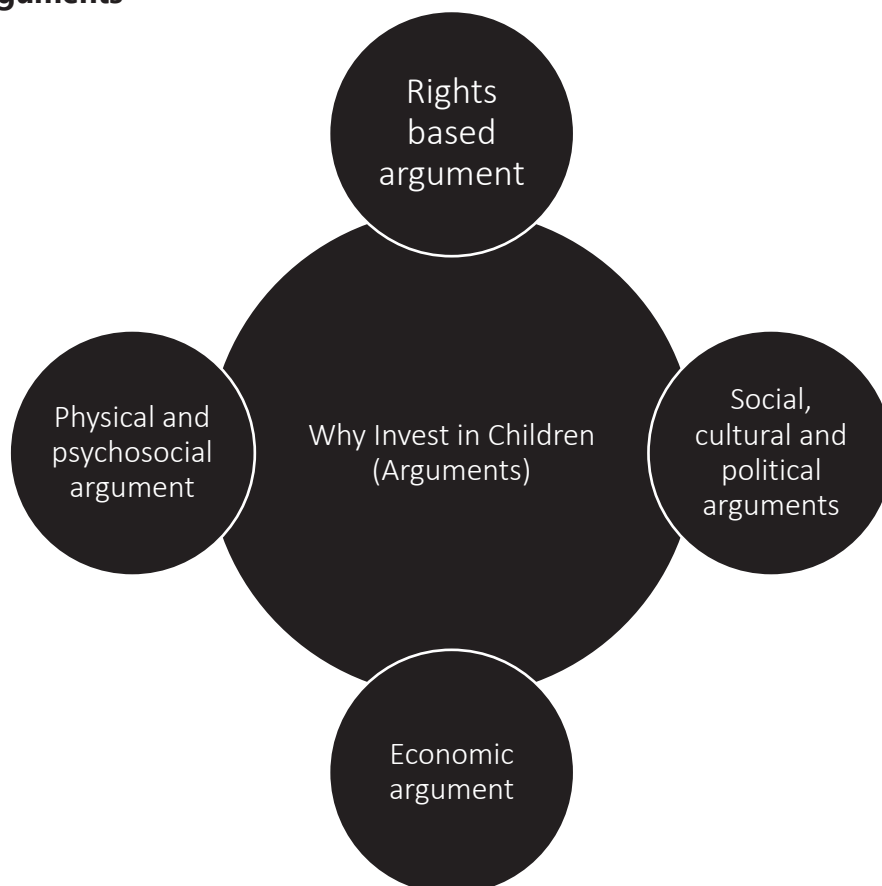 guments
Rights
based
argument
Physical and
psychosocial
argument
Why Invest in Children
(Arguments)
Social,
cultural and
political
arguments
Economic
argument